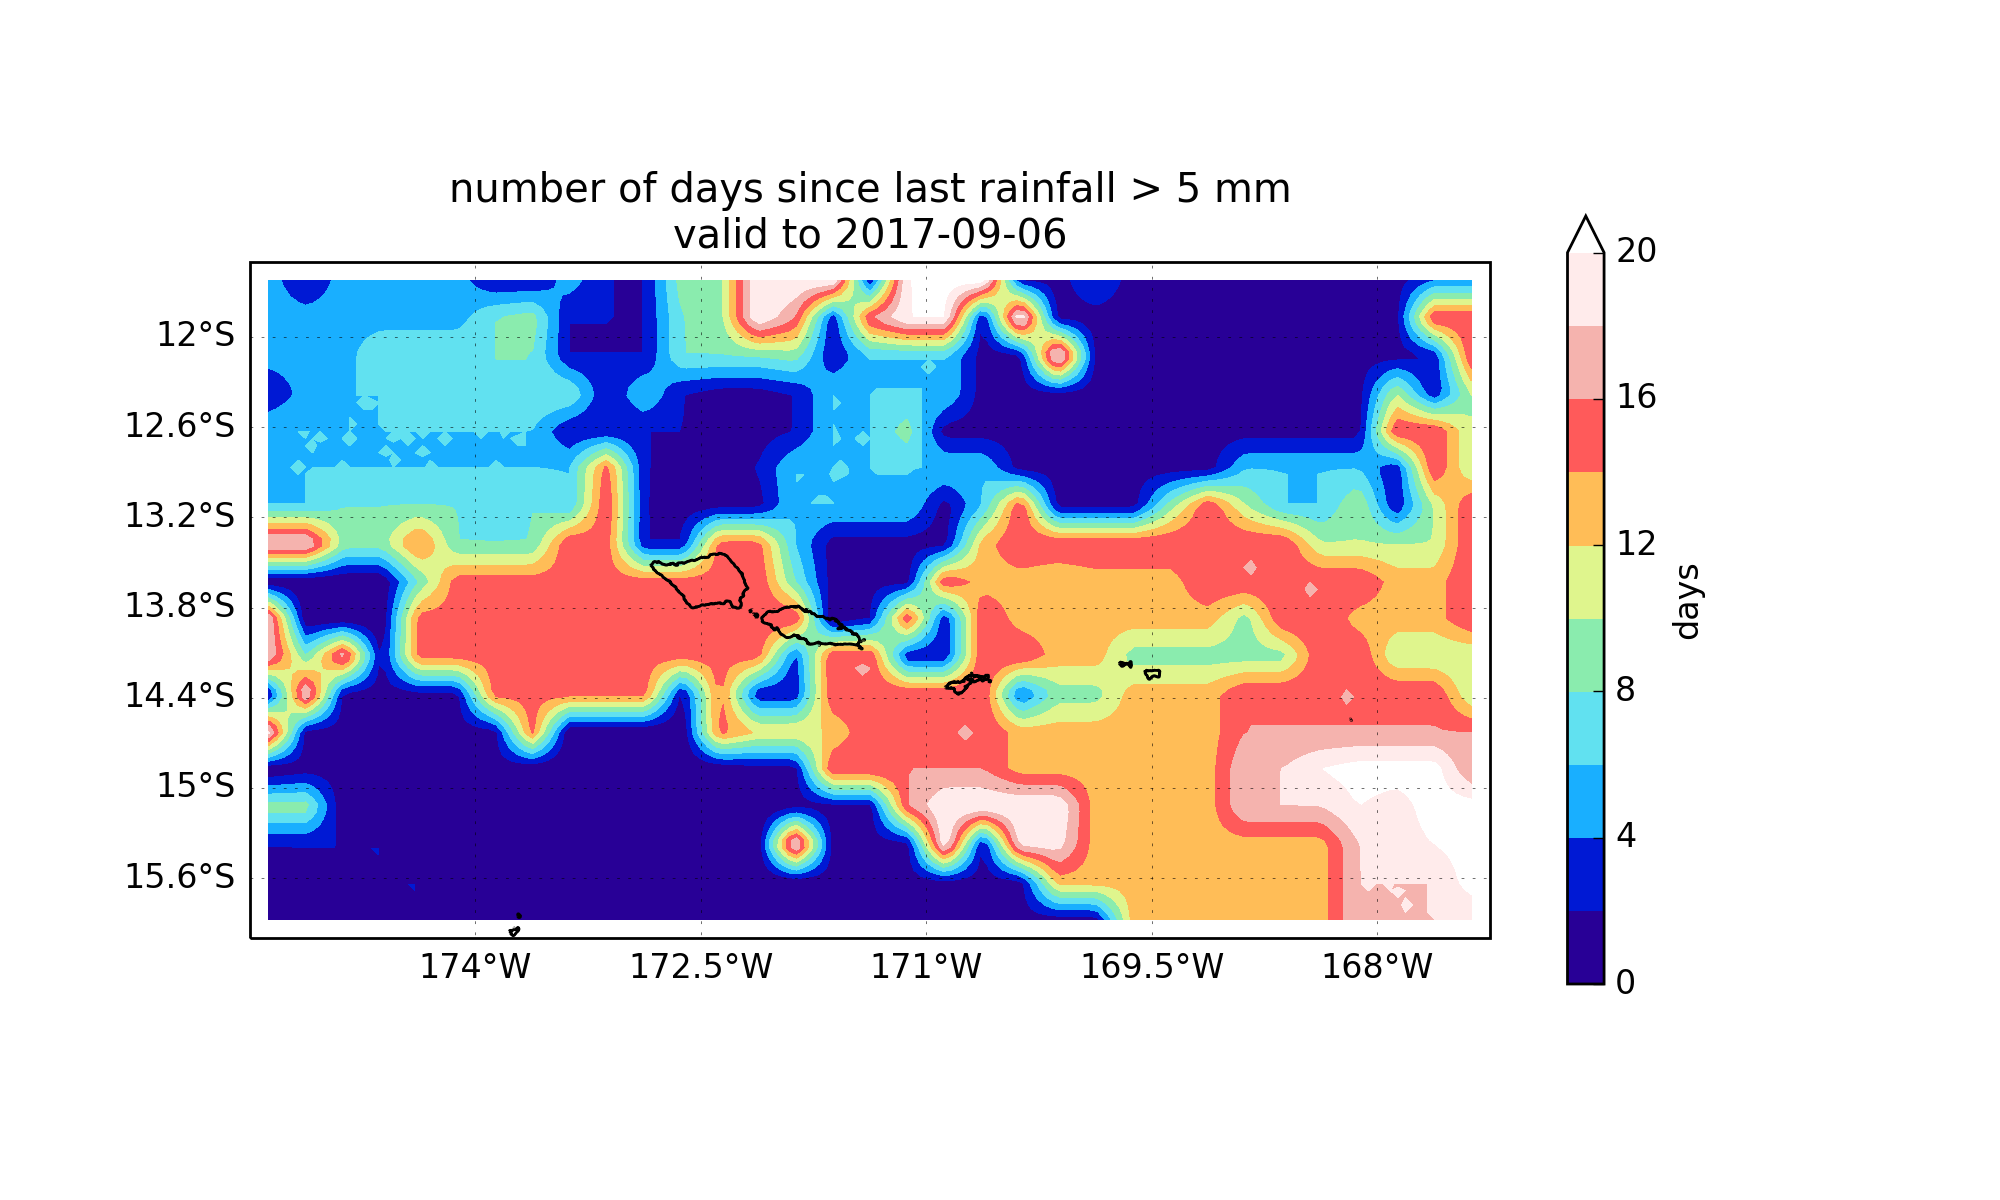 number of days since last rainfall > 5 mm
valid to 2017-09-06
12°S
12.6°S
13.2°S
13.8°S
14.4°S
15°S
15.6°S
174°W
172.5°W
171°W
169.5°W
168°W
20
16
12
8
4
0
days